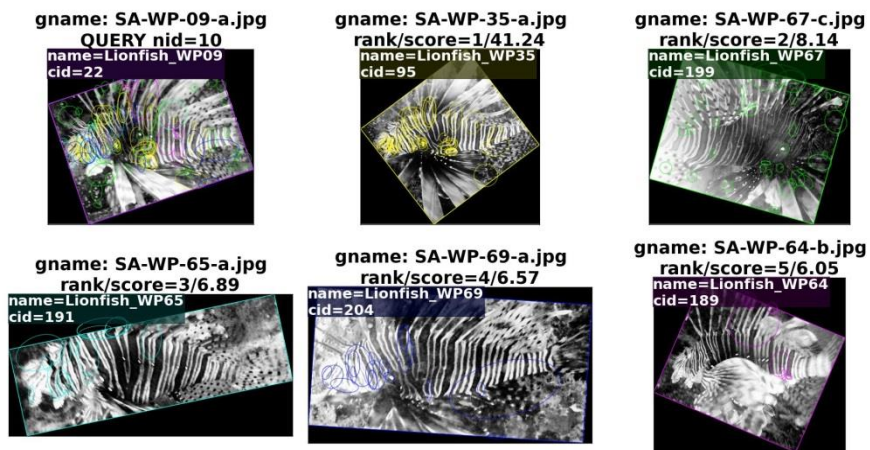 gname: SA-WP-09-a.jpg
QUERY nid=10
name=Lionfish_WP09
cid=22
gname: SA-WP-35-a.jpg
rank/score=1/41.24
name=Lionfish_WP35
cid=95
gname: SA-WP-67-c.jpg
rank/score=2/8.14
name=Lionfish_WP67
cid=199
gname: SA-WP-65-a.jpg
rank/score=3/6.89
name=Lionfish_WP65
cid=191
gname: SA-WP-69-a.jpg
rank/score=4/6.57
name=Lionfish_WP69
cid=204
gname: SA-WP-64-b.jpg
rank/score=5/6.05
name=Lionfish_WP64
cid=189